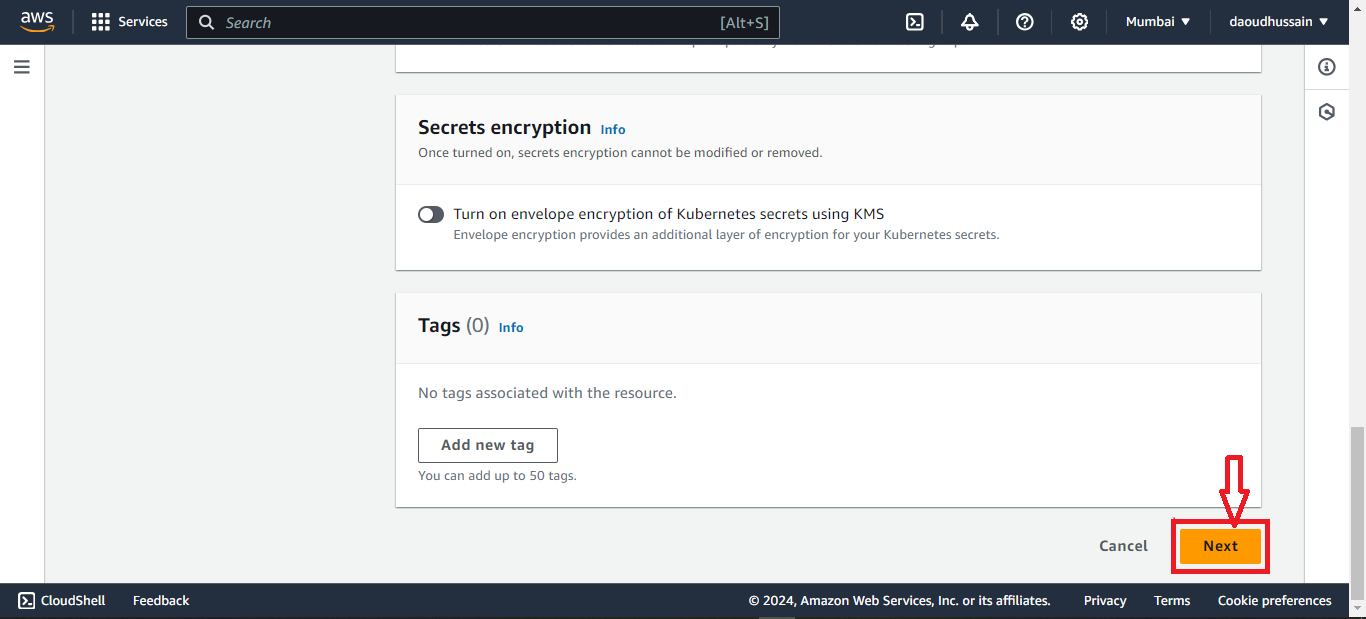 aws
Services
Search
[Alt+S]
Mumbai
daoudhussain
Secrets encryption Info
Once turned on, secrets encryption cannot be modified or removed.
Turn on envelope encryption of Kubernetes secrets using KMS
Envelope encryption provides an additional layer of encryption for your Kubernetes secrets.
Tags (0) Info
No tags associated with the resource.
Add new tag
You can add up to 50 tags.
Cancel
Next
CloudShell
Feedback
© 2024, Amazon Web Services, Inc. or its affiliates.
Privacy
Terms
Cookie preferences